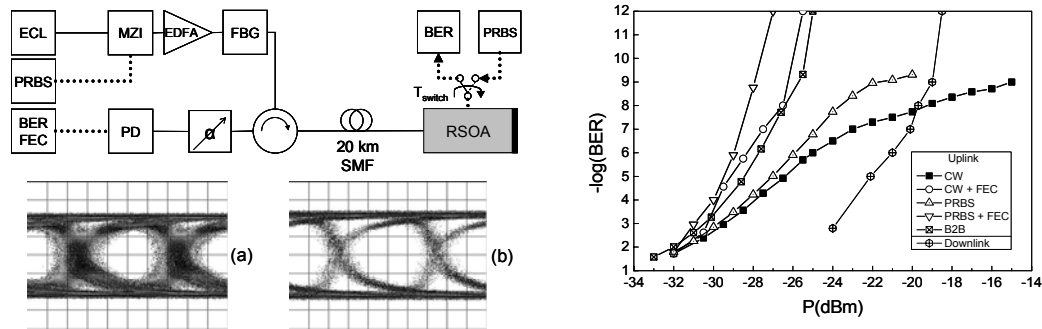 ECL
MZI
EDFA
FBG
BER
PRBS
PRBS
T switch
BER
FEC
PD
α
RSOA
20 km
SMF
(a)
(b)
-log(BER)
12
11
10
9
8
7
6
5
4
3
2
1
-34 -32 -30 -28 -26 -24 -22 -20 -18 -16 -14
P(dBm)
Uplink
CW
CW + FEC
PRBS
PRBS + FEC
B2B
Downlink